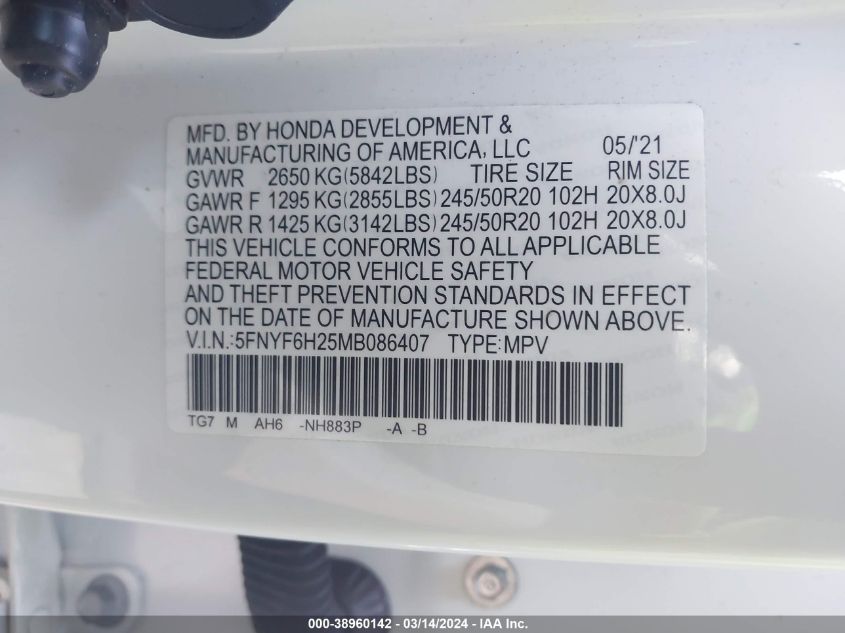 MFD. BY HONDA DEVELOPMENT &
MANUFACTURING OF AMERICA, LLC 05/'21
GVWR 2650 KG(5842LBS) TIRE SIZE RIM SIZE
GAWR F 1295 KG(2855LBS) 245/50R20 102H 20X8.0J
GAWR R 1425 KG(3142LBS) 245/50R20 102H 20X8.0J
THIS VEHICLE CONFORMS TO ALL APPLICABLE
FEDERAL MOTOR VEHICLE SAFETY
AND THEFT PREVENTION STANDARDS IN EFFECT
ON THE DATE OF MANUFACTURE SHOWN ABOVE.
V.I.N.:5FNYF6H25MB086407 TYPE:MPV
TG7 M AH6 -NH883P -A -B
000-38960142 - 03/14/2024 - IAA Inc.